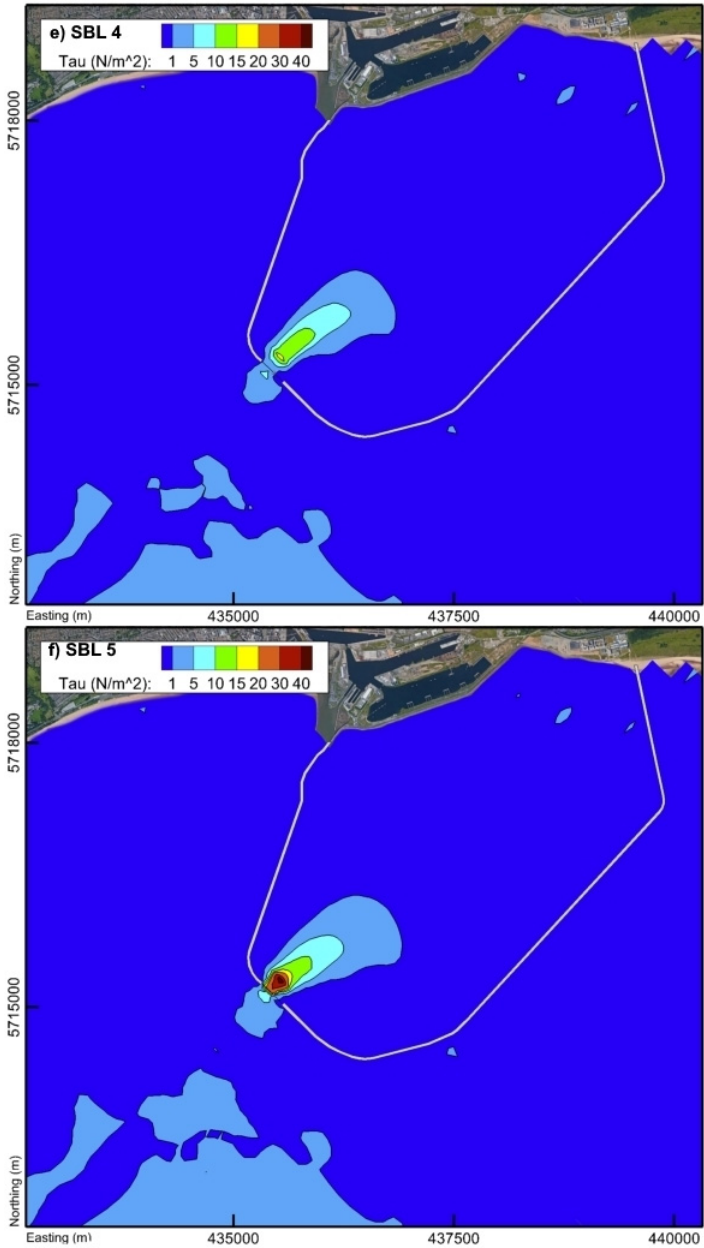 e) SBL 4
Tau (N/m^2): 1 5 10 15 20 30 40
5718000
5715000
Northing (m)
Easting (m) 435000 437500 440000
f) SBL 5
Tau (N/m^2): 1 5 10 15 20 30 40
5718000
5715000
Northing (m)
Easting (m) 435000 437500 440000